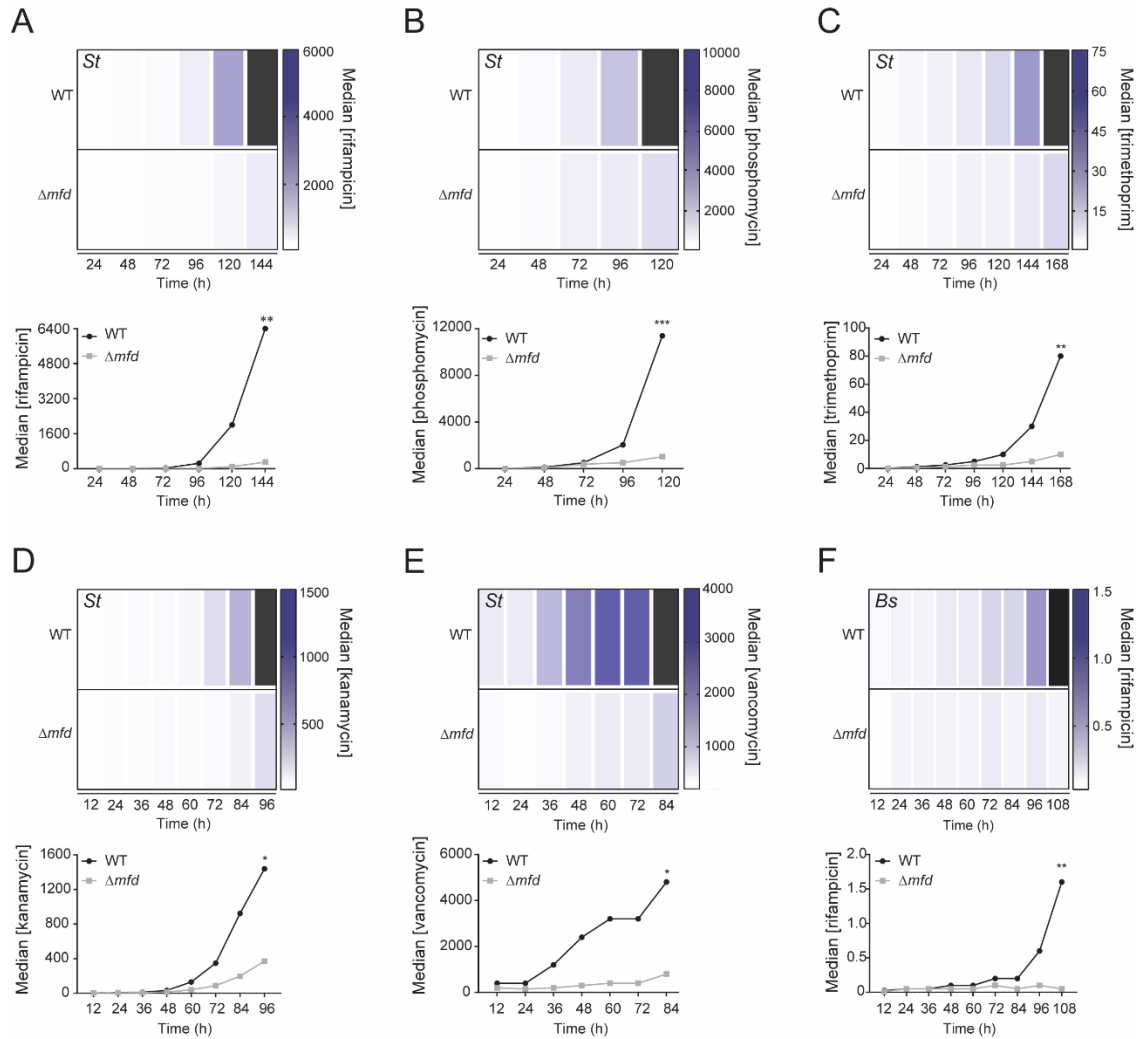 A
St
WT
Δmfd
6000
4000
2000
Median [rifampicin]
24 48 72 96 120 144
Time (h)
6400
4800
3200
1600
0
Median [rifampicin]
WT
Δmfd
**
24 48 72 96 120 144
Time (h)
B
St
10000
8000
6000
4000
2000
Median [phosphomycin]
24 48 72 96 120
Time (h)
12000
8000
4000
0
Median [phosphomycin]
WT
Δmfd
***
24 48 72 96 120
Time (h)
C
St
WT
Δmfd
75
60
45
30
15
Median [trimethoprim]
24 48 72 96 120 144 168
Time (h)
100
80
60
40
20
10
0
Median [trimethoprim]
WT
Δmfd
**
24 48 72 96 120 144 168
Time (h)
D
St
WT
Δmfd
1500
1000
500
Median [kanamycin]
12 24 36 48 60 72 84 96
Time (h)
1600
1200
800
400
0
Median [kanamycin]
WT
Δmfd
*
12 24 36 48 60 72 84 96
Time (h)
E
St
WT
Δmfd
4000
3000
2000
1000
Median [vancomycin]
12 24 36 48 60 72 84
Time (h)
6000
4000
2000
0
Median [vancomycin]
WT
Δmfd
*
12 24 36 48 60 72 84
Time (h)
F
Bs
WT
Δmfd
1.5
1.0
0.5
Median [rifampicin]
12 24 36 48 60 72 84 96 108
Time (h)
2.0
1.5
1.0
0.5
0
Median [rifampicin]
WT
Δmfd
**
12 24 36 48 60 72 84 96 108
Time (h)